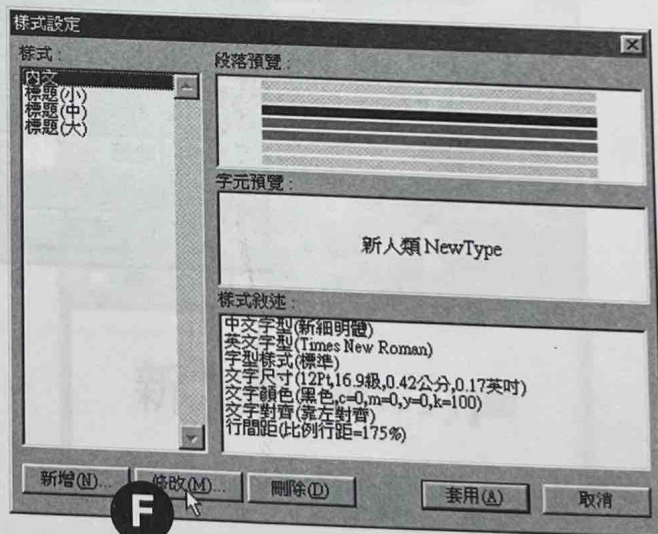 樣式設定
樣式:
內文
標題(小)
標題(中)
標題(大)
段落預覽:
字元預覽:
新人類 NewType
樣式敘述:
中文字型(新細明體)
英文字型(Times New Roman)
字型樣式(標準)
文字尺寸(12Pt,16.9級,0.42公分,0.17英吋)
文字顏色(黑色,c=0,m=0,y=0,k=100)
文字對齊(靠左對齊)
行間距(比例行距=175%)
新增(N)...
修改(M)...
刪除(D)
套用(A)
取消
F